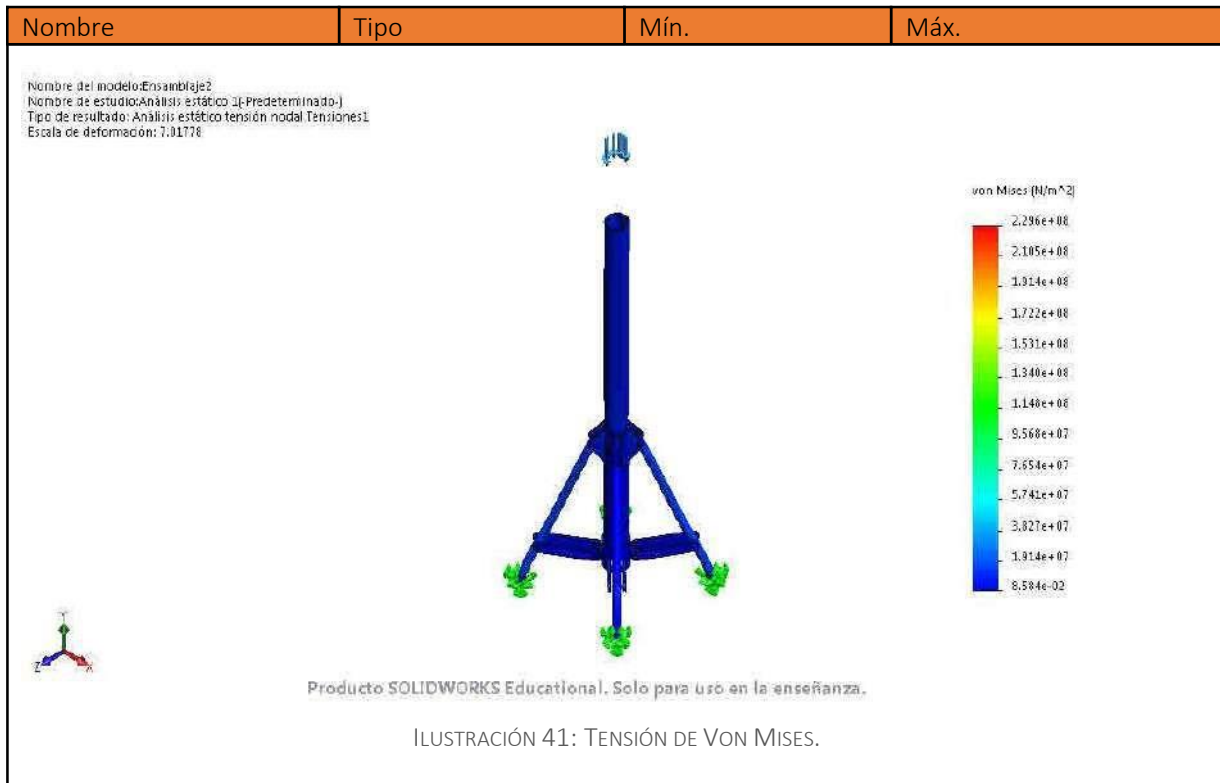 Nombre Tipo Mín. Máx.
Nombre del modelo:Ensamblaje2
Nombre de estudio:Análisis estático 1(-Predeterminado-)
Tipo de resultado: Análisis estático tensión nodal Tensiones1
Escala de deformación: 7.01778
von Mises (N/m^2)
2.296e+08
2.105e+08
1.914e+08
1.722e+08
1.531e+08
1.340e+08
1.148e+08
9.568e+07
7.654e+07
5.741e+07
3.827e+07
1.914e+07
8.584e-02
Y
Z X
Producto SOLIDWORKS Educational. Solo para uso en la enseñanza.
ILUSTRACIÓN 41: TENSIÓN DE VON MISES.